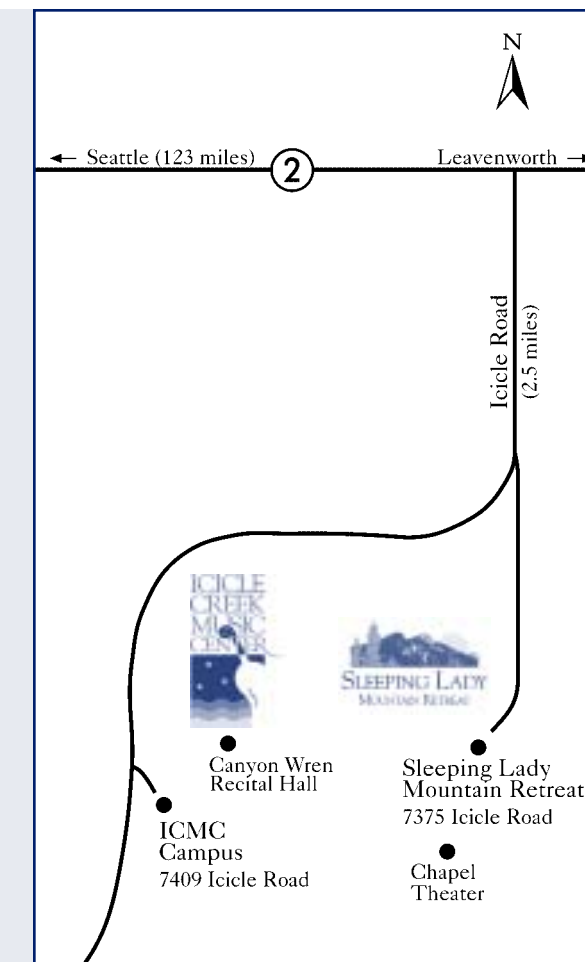 N
← Seattle (123 miles)
2
Leavenworth →
Icicle Road
(2.5 miles)
ICICLE
CREEK
MUSIC
CENTER
SLEEPING LADY
MOUNTAIN RETREAT
Canyon Wren
Recital Hall
Sleeping Lady
Mountain Retreat
7375 Icicle Road
ICMC
Campus
7409 Icicle Road
Chapel
Theater